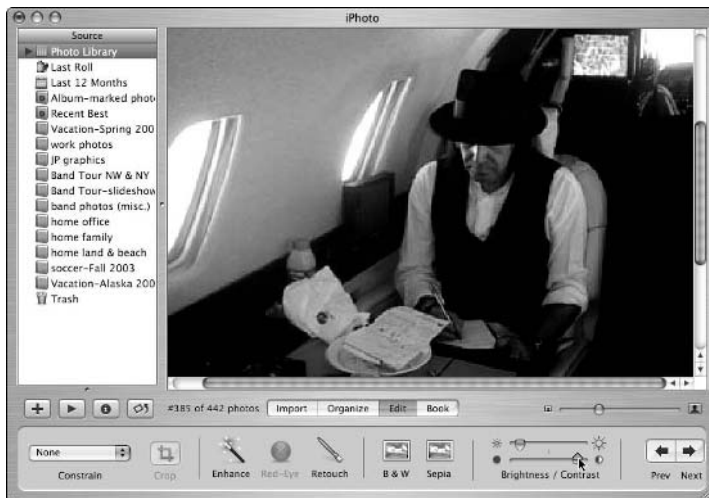 iPhoto
Source
Photo Library
Last Roll
Last 12 Months
Album-marked phot
Recent Best
Vacation-Spring 200
work photos
JP graphics
Band Tour NW & NY
Band Tour-slideshow
band photos (misc.)
home office
home family
home land & beach
soccer-Fall 2003
Vacation-Alaska 200
Trash
#385 of 442 photos
Import Organize Edit Book
None
Constrain
Crop
Enhance Red-Eye Retouch
B & W Sepia
Brightness / Contrast
Prev Next